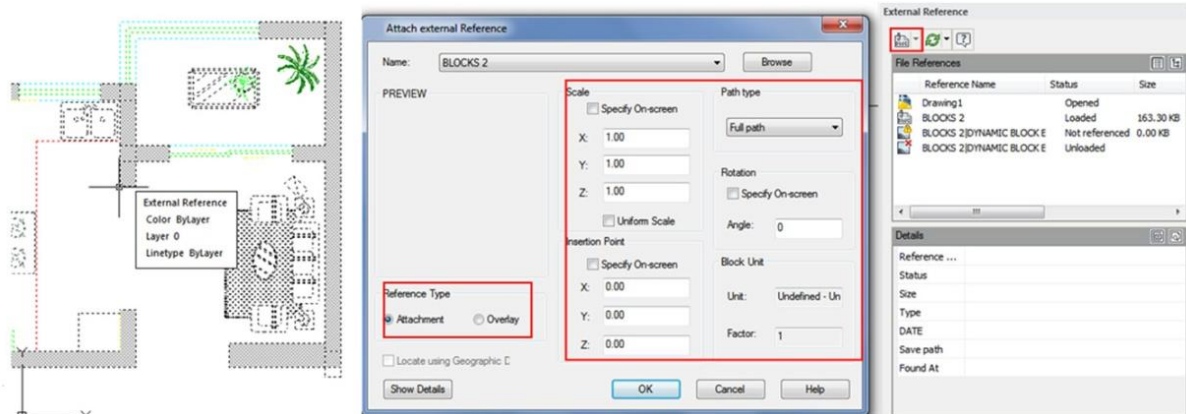 External Reference
Color ByLayer
Layer 0
Linetype ByLayer
Y
X
Attach external Reference
Name: BLOCKS 2 Browse
PREVIEW
Reference Type
Attachment Overlay
Locate using Geographic D
Show Details
Scale
Specify On-screen
X: 1.00
Y: 1.00
Z: 1.00
Uniform Scale
Insertion Point
Specify On-screen
X: 0.00
Y: 0.00
Z: 0.00
Path type
Full path
Rotation
Specify On-screen
Angle: 0
Block Unit
Unit: Undefined - Un
Factor: 1
OK Cancel Help
External Reference
File References
Reference Name Status Size
Drawing1 Opened
BLOCKS 2 Loaded 163.30 KB
BLOCKS 2|DYNAMIC BLOCK E Not referenced 0.00 KB
BLOCKS 2|DYNAMIC BLOCK E Unloaded
Details
Reference ...
Status
Size
Type
DATE
Save path
Found At